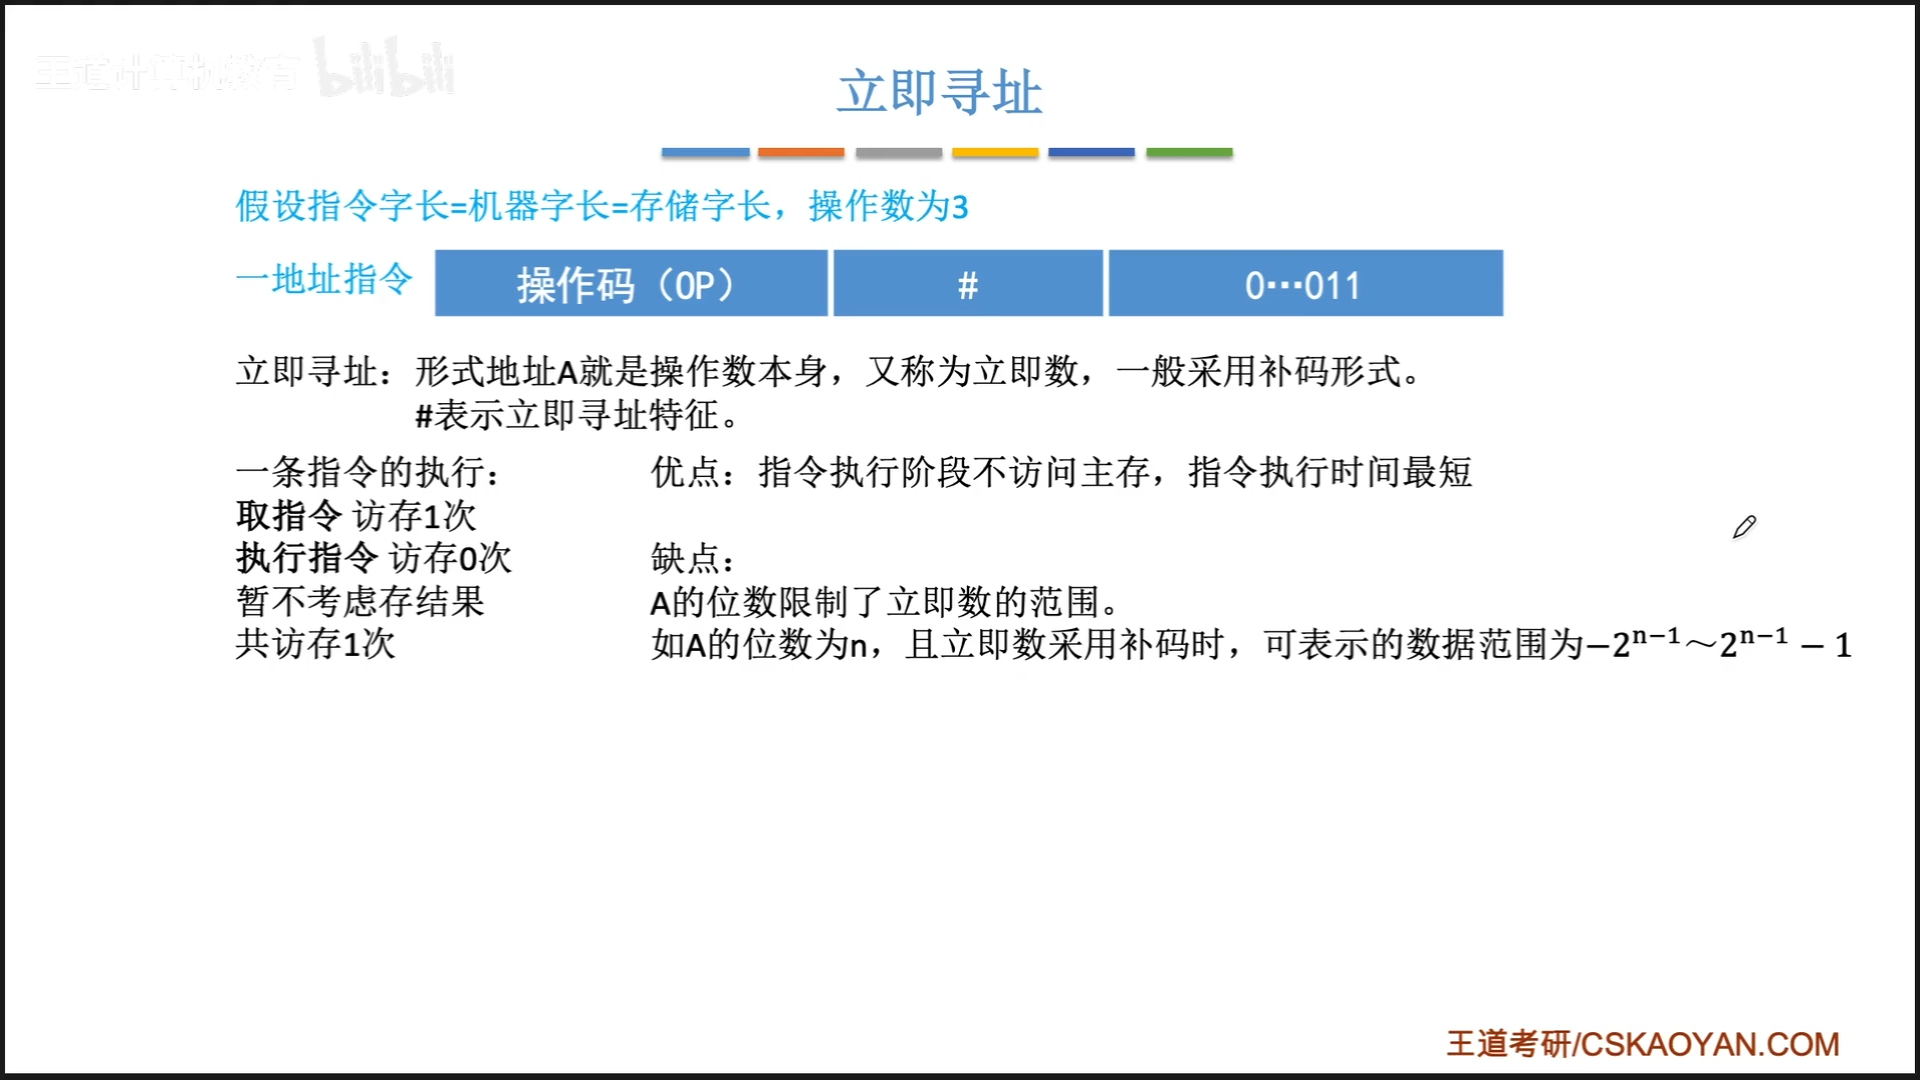 王道计算机教育 bilibili
立即寻址
假设指令字长=机器字长=存储字长，操作数为3
一地址指令 操作码（OP） # 0…011
立即寻址：形式地址A就是操作数本身，又称为立即数，一般采用补码形式。
#表示立即寻址特征。
一条指令的执行： 优点：指令执行阶段不访问主存，指令执行时间最短
取指令 访存1次
执行指令 访存0次 缺点：
暂不考虑存结果 A的位数限制了立即数的范围。
共访存1次 如A的位数为n，且立即数采用补码时，可表示的数据范围为−2ⁿ⁻¹～2ⁿ⁻¹ − 1
王道考研/CSKAOYAN.COM